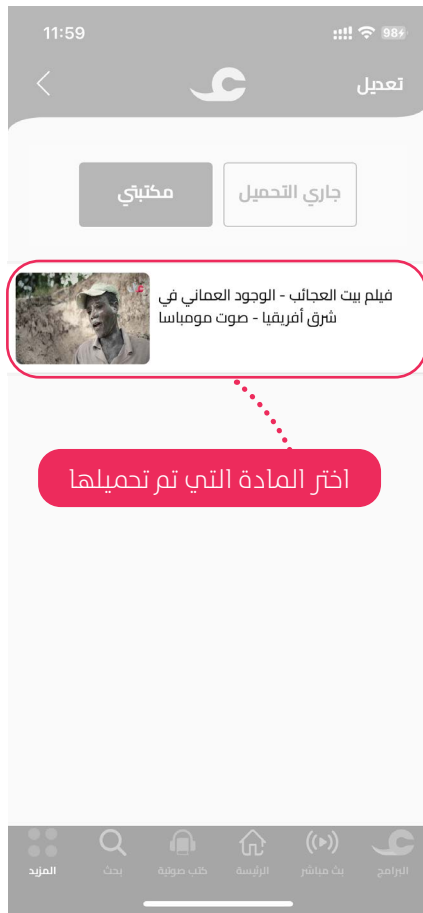 11:59
98
تعديل
جاري التحميل
مكتبتي
فيلم بيت العجائب - الوجود العماني في
شرق أفريقيا - صوت مومباسا
اختر المادة التي تم تحميلها
البرامج
بث مباشر
الرئيسة
كتب صوتية
بحث
المزيد